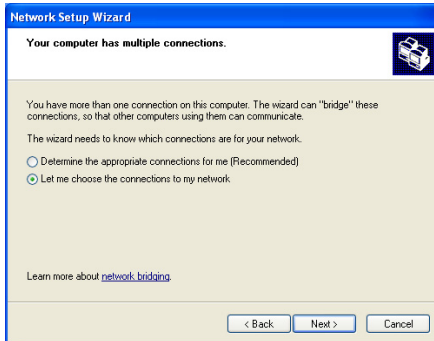 Network Setup Wizard
Your computer has multiple connections.
You have more than one connection on this computer. The wizard can "bridge" these
connections, so that other computers using them can communicate.
The wizard needs to know which connections are for your network.
Determine the appropriate connections for me (Recommended)
Let me choose the connections to my network
Learn more about network bridging.
< Back
Next >
Cancel